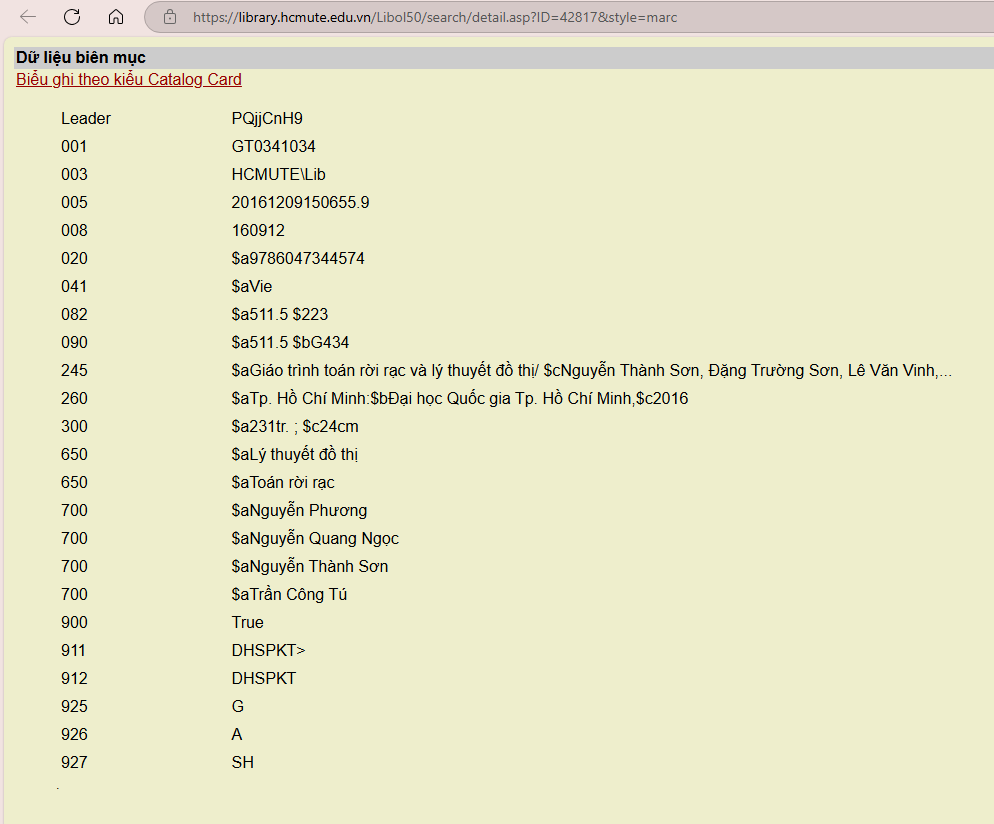 https://library.hcmute.edu.vn/Libol50/search/detail.asp?ID=42817&style=marc
Dữ liệu biên mục
Biểu ghi theo kiểu Catalog Card
Leader PQjjCnH9
001 GT0341034
003 HCMUTE\Lib
005 20161209150655.9
008 160912
020 $a9786047344574
041 $aVie
082 $a511.5 $223
090 $a511.5 $bG434
245 $aGiáo trình toán rời rạc và lý thuyết đồ thị/ $cNguyễn Thành Sơn, Đặng Trường Sơn, Lê Văn Vinh,...
260 $aTp. Hồ Chí Minh:$bĐại học Quốc gia Tp. Hồ Chí Minh,$c2016
300 $a231tr. ; $c24cm
650 $aLý thuyết đồ thị
650 $aToán rời rạc
700 $aNguyễn Phương
700 $aNguyễn Quang Ngọc
700 $aNguyễn Thành Sơn
700 $aTrần Công Tú
900 True
911 DHSPKT>
912 DHSPKT
925 G
926 A
927 SH
.